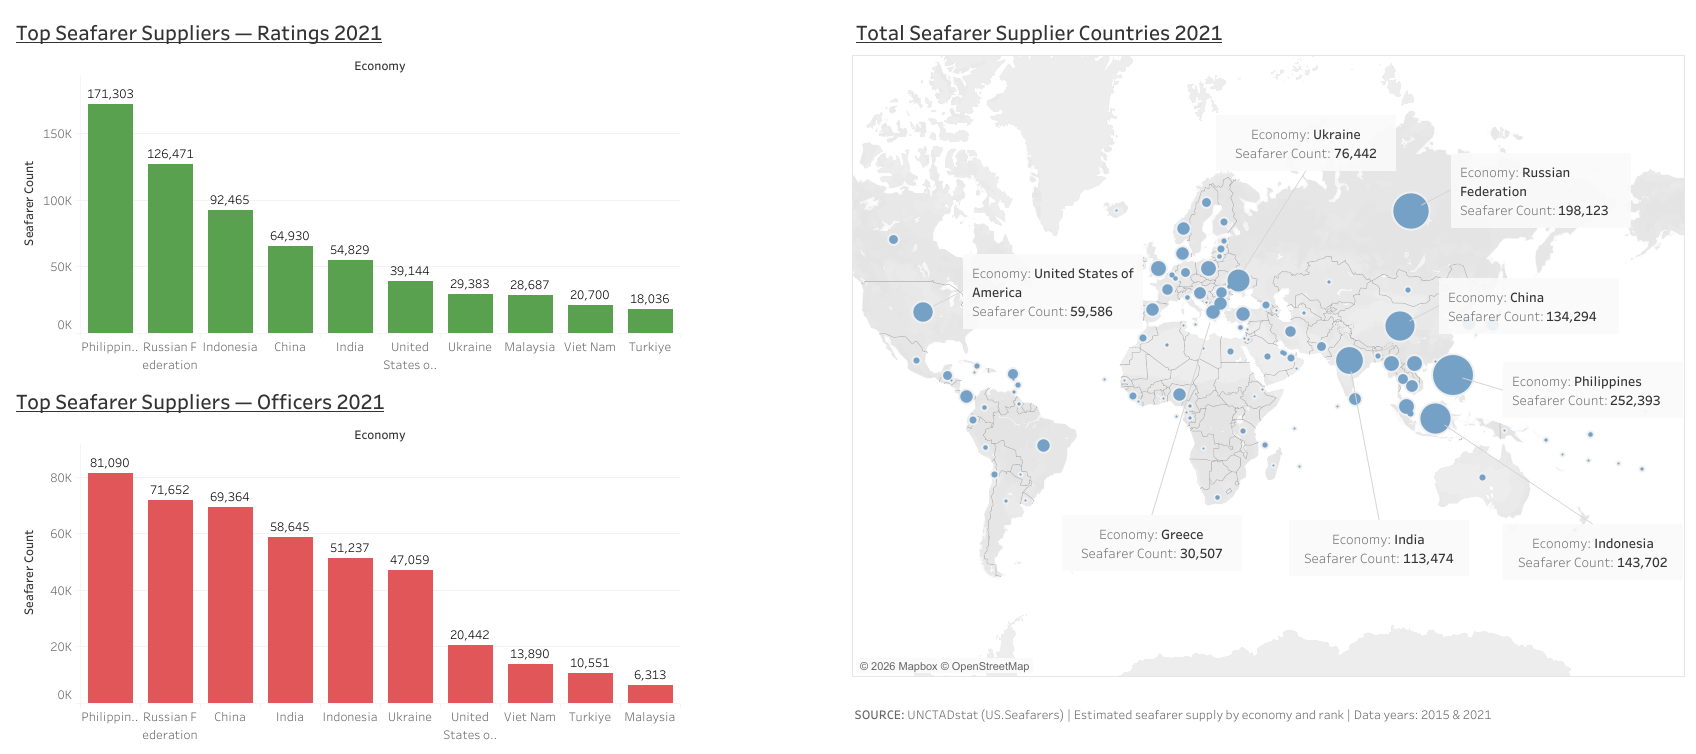 Top Seafarer Suppliers — Ratings 2021
Economy
Seafarer Count
150K
100K
50K
0K
171,303
126,471
92,465
64,930
54,829
39,144
29,383
28,687
20,700
18,036
Philippin..
Russian F
ederation
Indonesia
China
India
United
States o..
Ukraine
Malaysia
Viet Nam
Turkiye
Top Seafarer Suppliers — Officers 2021
Economy
Seafarer Count
80K
60K
40K
20K
0K
81,090
71,652
69,364
58,645
51,237
47,059
20,442
13,890
10,551
6,313
Philippin..
Russian F
ederation
China
India
Indonesia
Ukraine
United
States o..
Viet Nam
Turkiye
Malaysia
Total Seafarer Supplier Countries 2021
Economy: Ukraine
Seafarer Count: 76,442
Economy: Russian
Federation
Seafarer Count: 198,123
Economy: United States of
America
Seafarer Count: 59,586
Economy: China
Seafarer Count: 134,294
Economy: Philippines
Seafarer Count: 252,393
Economy: Greece
Seafarer Count: 30,507
Economy: India
Seafarer Count: 113,474
Economy: Indonesia
Seafarer Count: 143,702
© 2026 Mapbox © OpenStreetMap
SOURCE: UNCTADstat (US.Seafarers) | Estimated seafarer supply by economy and rank | Data years: 2015 & 2021